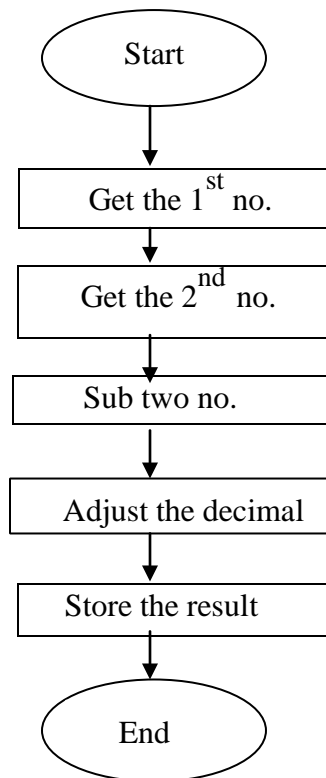 Start
Get the 1st no.
Get the 2nd no.
Sub two no.
Adjust the decimal
Store the result
End